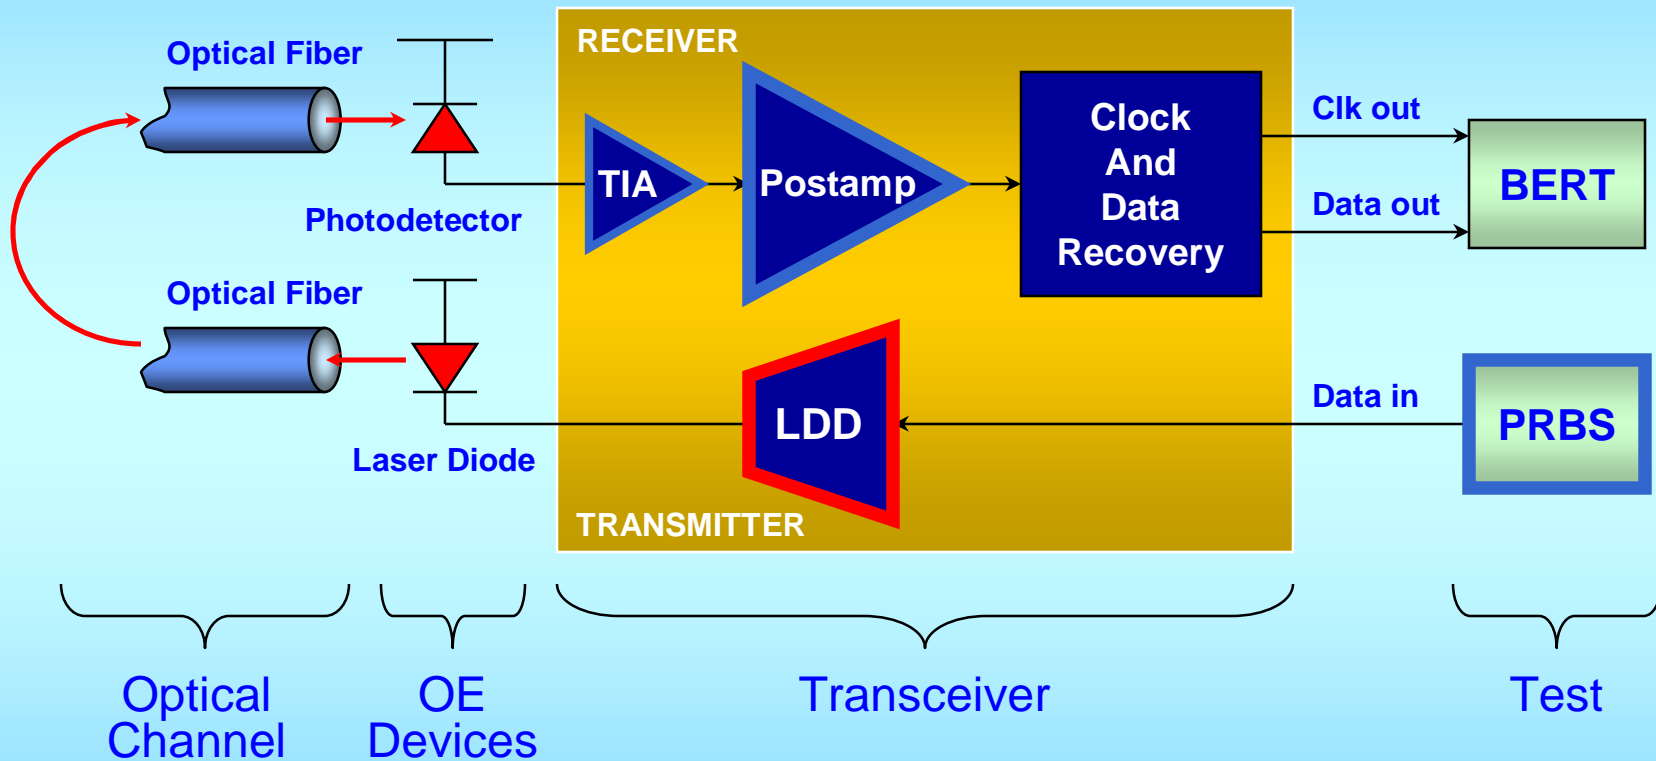 Optical Fiber
RECEIVER
Clk out
Clock
And
Data
Recovery
TIA
Postamp
BERT
Data out
Photodetector
Optical Fiber
Data in
LDD
PRBS
Laser Diode
TRANSMITTER
Optical
Channel
OE
Devices
Transceiver
Test